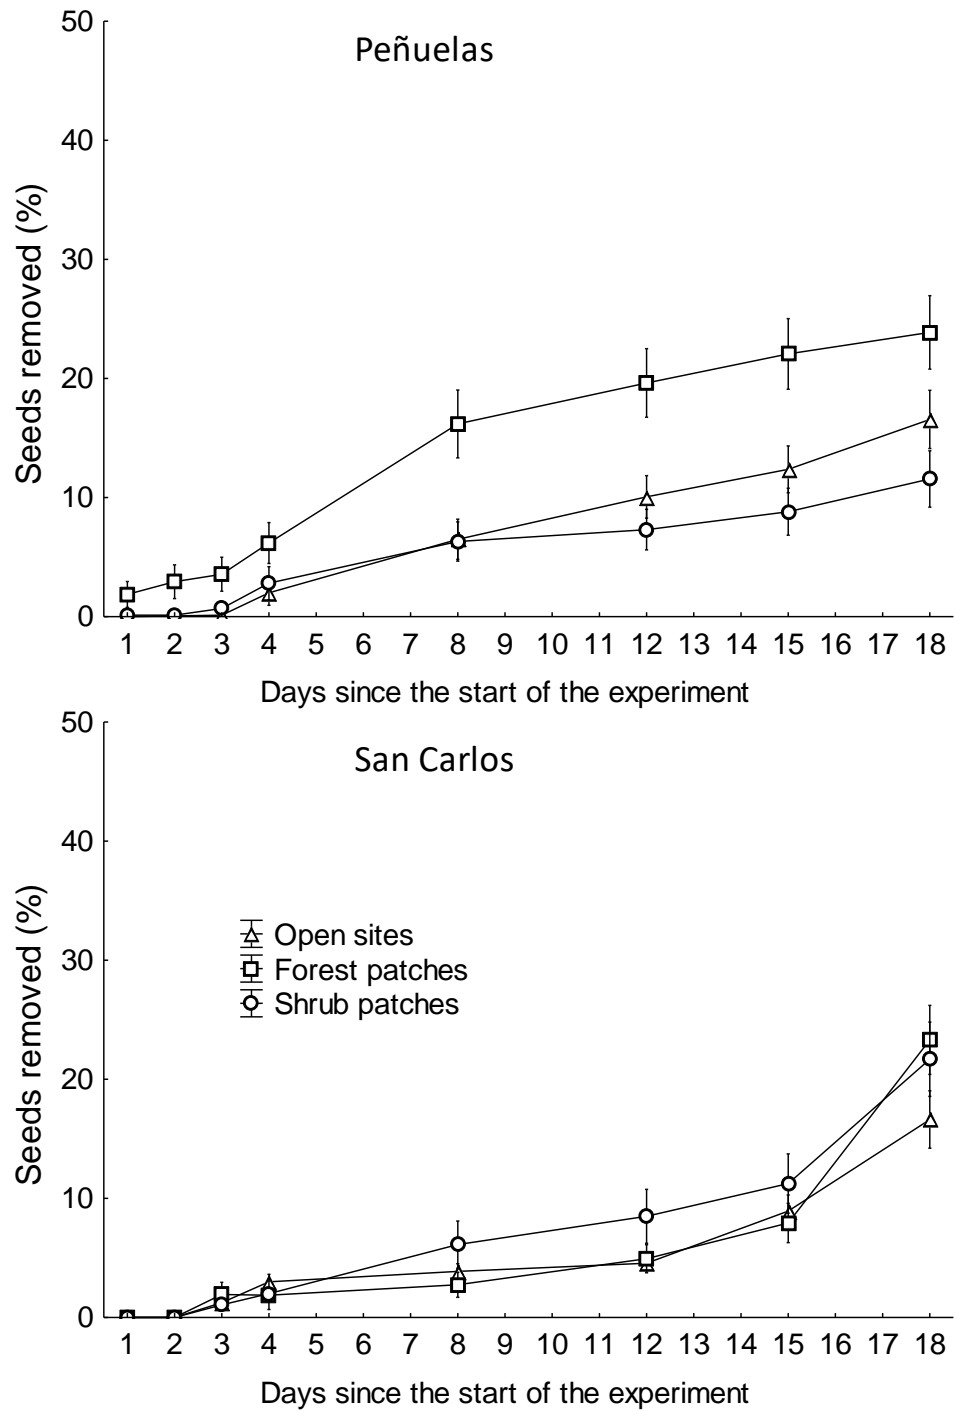 Peñuelas
50
40
30
20
10
0
Seeds removed (%)
1 2 3 4 5 6 7 8 9 10 11 12 13 14 15 16 17 18
Days since the start of the experiment
San Carlos
50
40
30
20
10
0
Seeds removed (%)
Open sites
Forest patches
Shrub patches
1 2 3 4 5 6 7 8 9 10 11 12 13 14 15 16 17 18
Days since the start of the experiment